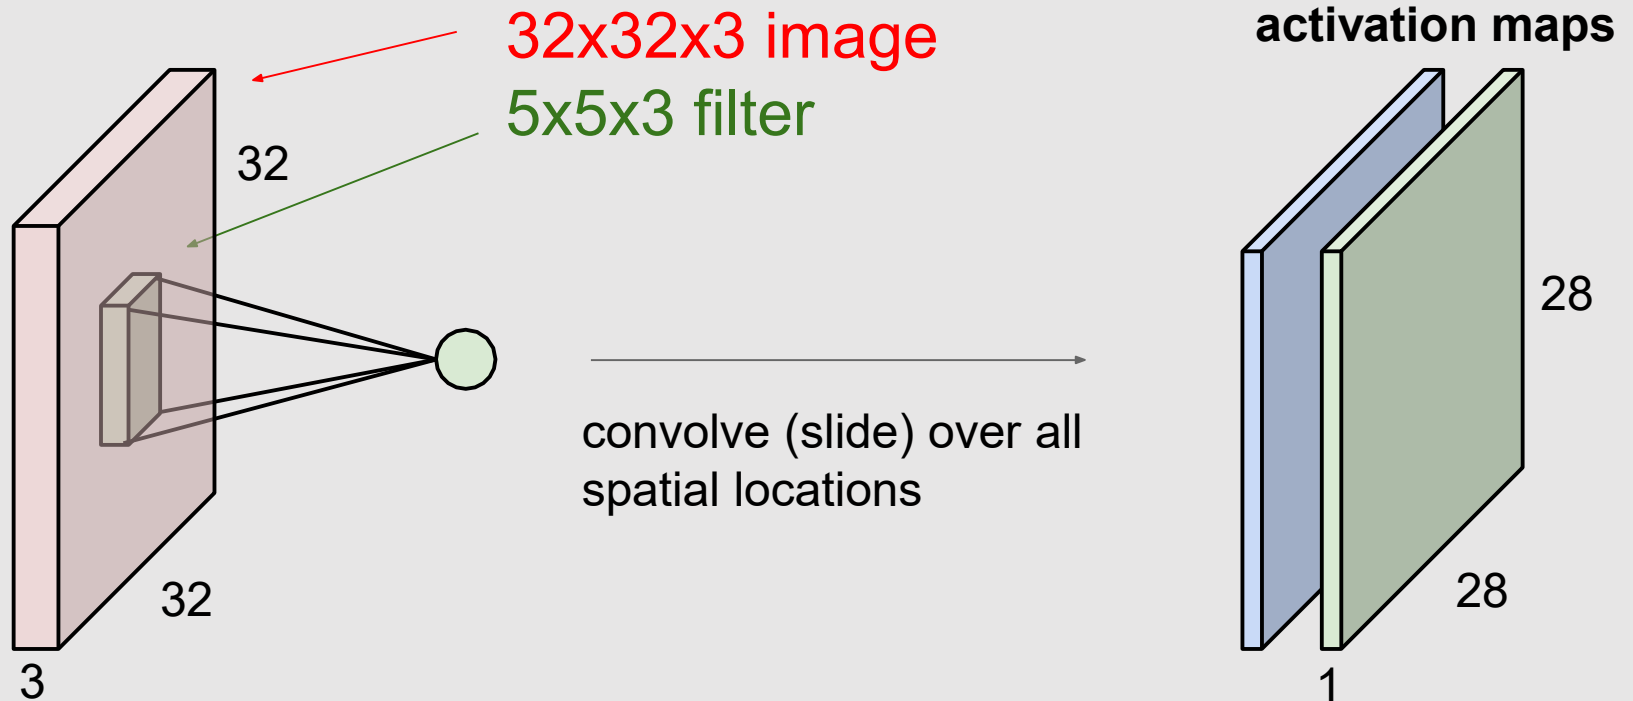 32x32x3 image
5x5x3 filter
32
32
3
convolve (slide) over all
spatial locations
activation maps
28
28
1